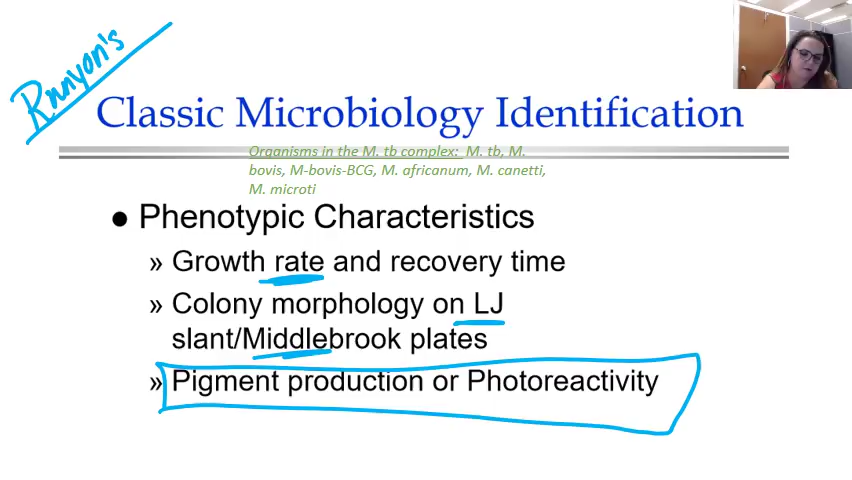 Runyon's
Classic Microbiology Identification
Organisms in the M. tb complex: M. tb, M.
bovis, M-bovis-BCG, M. africanum, M. canetti,
M. microti
● Phenotypic Characteristics
» Growth rate and recovery time
» Colony morphology on LJ
slant/Middlebrook plates
» Pigment production or Photoreactivity